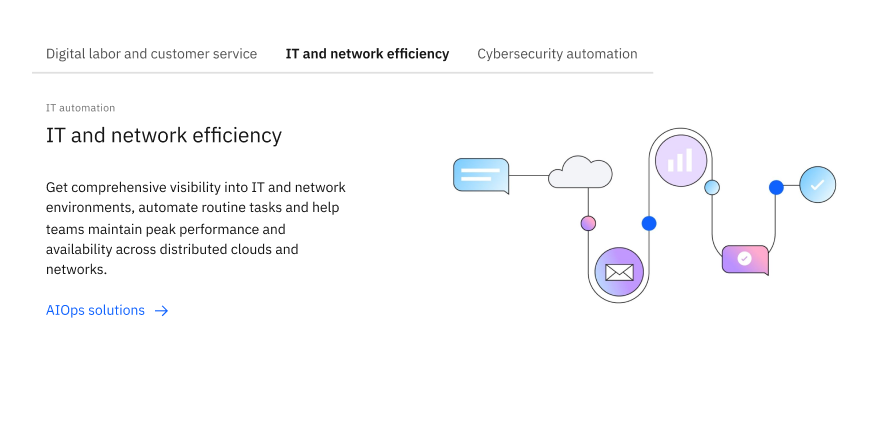 Digital labor and customer service IT and network efficiency Cybersecurity automation
IT automation
IT and network efficiency
Get comprehensive visibility into IT and network
environments, automate routine tasks and help
teams maintain peak performance and
availability across distributed clouds and
networks.
AIOps solutions